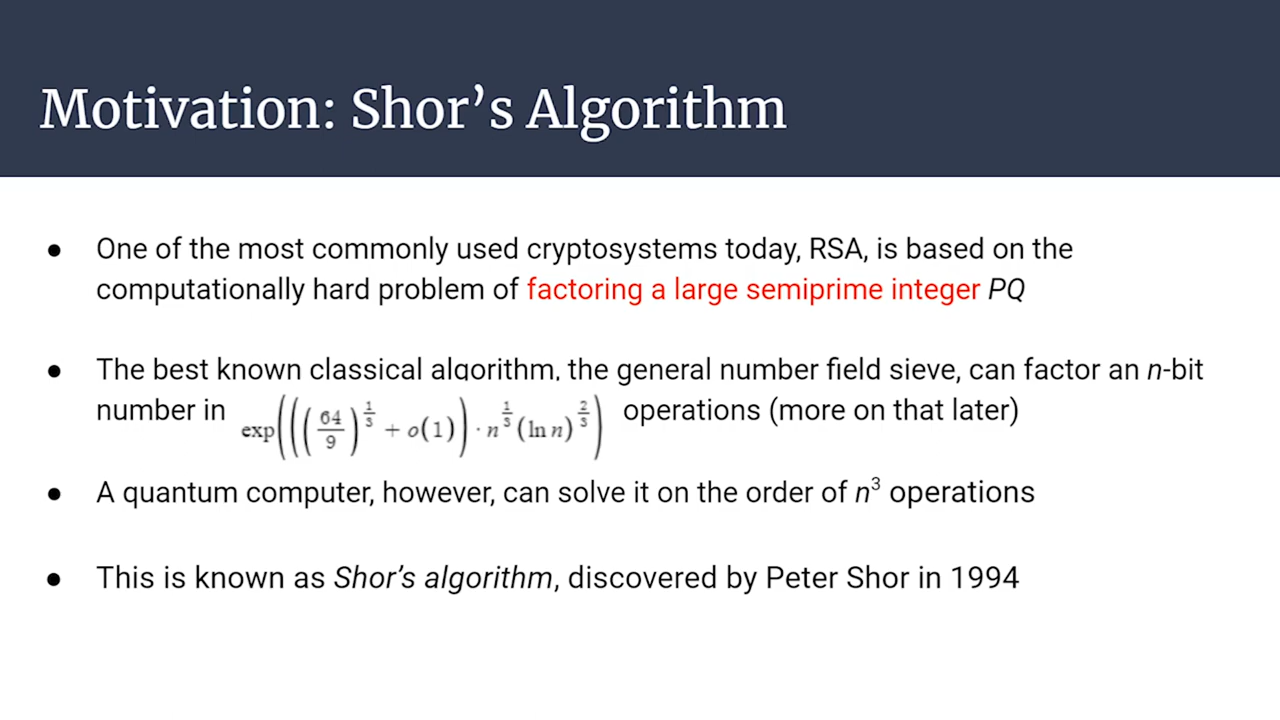 Motivation: Shor’s Algorithm
● One of the most commonly used cryptosystems today, RSA, is based on the
computationally hard problem of factoring a large semiprime integer PQ
● The best known classical algorithm, the general number field sieve, can factor an n-bit
number in exp(((64/9)^(1/3) + o(1)) · n^(1/3) (ln n)^(2/3)) operations (more on that later)
● A quantum computer, however, can solve it on the order of n³ operations
● This is known as Shor’s algorithm, discovered by Peter Shor in 1994